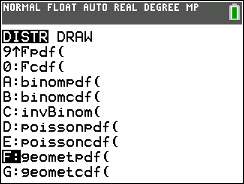 NORMAL FLOAT AUTO REAL DEGREE MP
DISTR DRAW
9↑Fpdf(
0:Fcdf(
A:binompdf(
B:binomcdf(
C:invBinom(
D:poissonpdf(
E:poissoncdf(
F:geometpdf(
G:geometcdf(